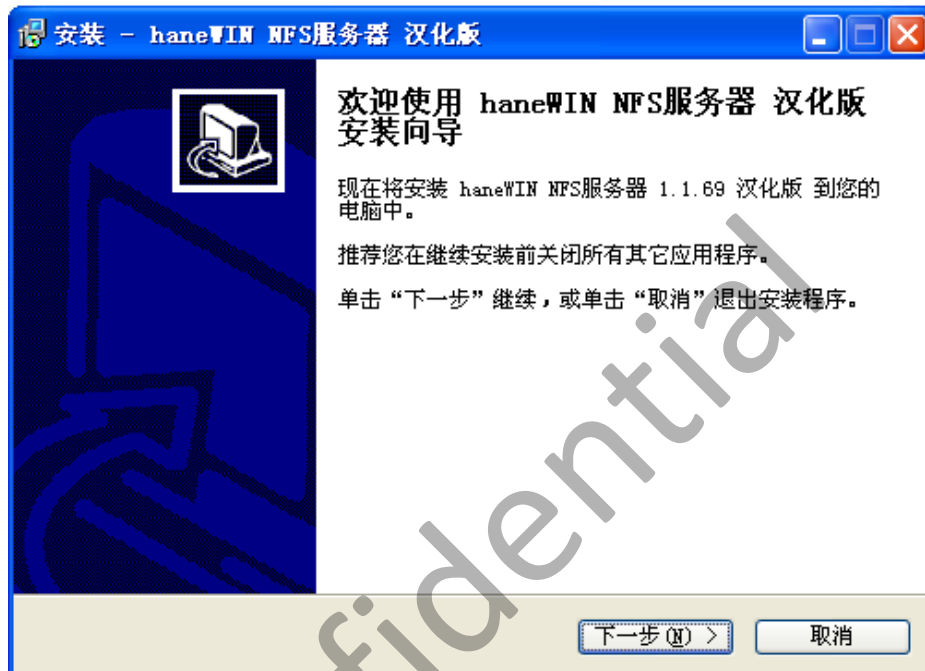 安装 - haneWIN NFS服务器 汉化版
欢迎使用 haneWIN NFS服务器 汉化版
安装向导
现在将安装 haneWIN NFS服务器 1.1.69 汉化版 到您的
电脑中。
推荐您在继续安装前关闭所有其它应用程序。
单击“下一步”继续，或单击“取消”退出安装程序。
fidential
下一步(N) >
取消